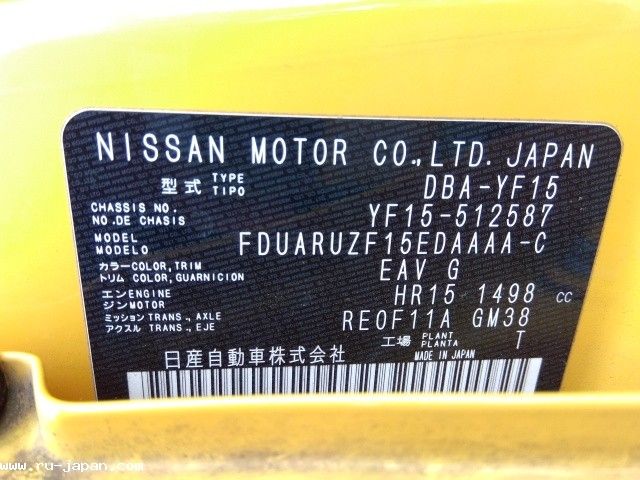 NISSAN MOTOR CO.,LTD. JAPAN
型式 TYPE TIPO DBA-YF15
CHASSIS NO. NO.DE CHASIS YF15-512587
MODEL MODELO FDUARUZF15EDAAAA-C
カラー COLOR, TRIM トリム COLOR, GUARNICION EAV G
エンENGINE ジンMOTOR HR15 1498 CC
ミッション TRANS., AXLE アクスル TRANS., EJE RE0F11A GM38
工場 PLANT PLANTA T
日産自動車株式会社 MADE IN JAPAN
www.ru-japan.com